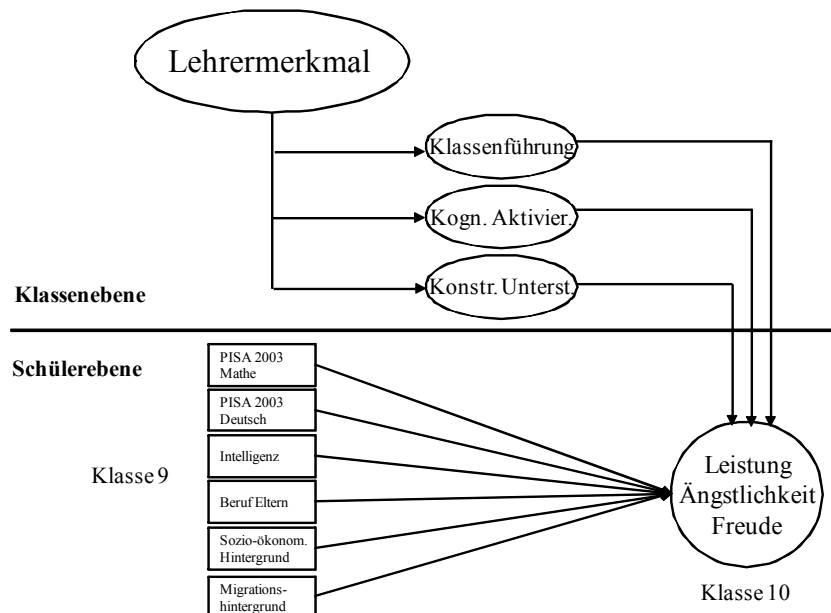 Lehrermerkmal
Klassenführung
Kogn. Aktivier.
Konstr. Unterst.
Klassenebene
Schülerebene
PISA 2003
Mathe
PISA 2003
Deutsch
Intelligenz
Klasse 9
Beruf Eltern
Sozio-ökonom.
Hintergrund
Migrations-
hintergrund
Leistung
Ängstlichkeit
Freude
Klasse 10